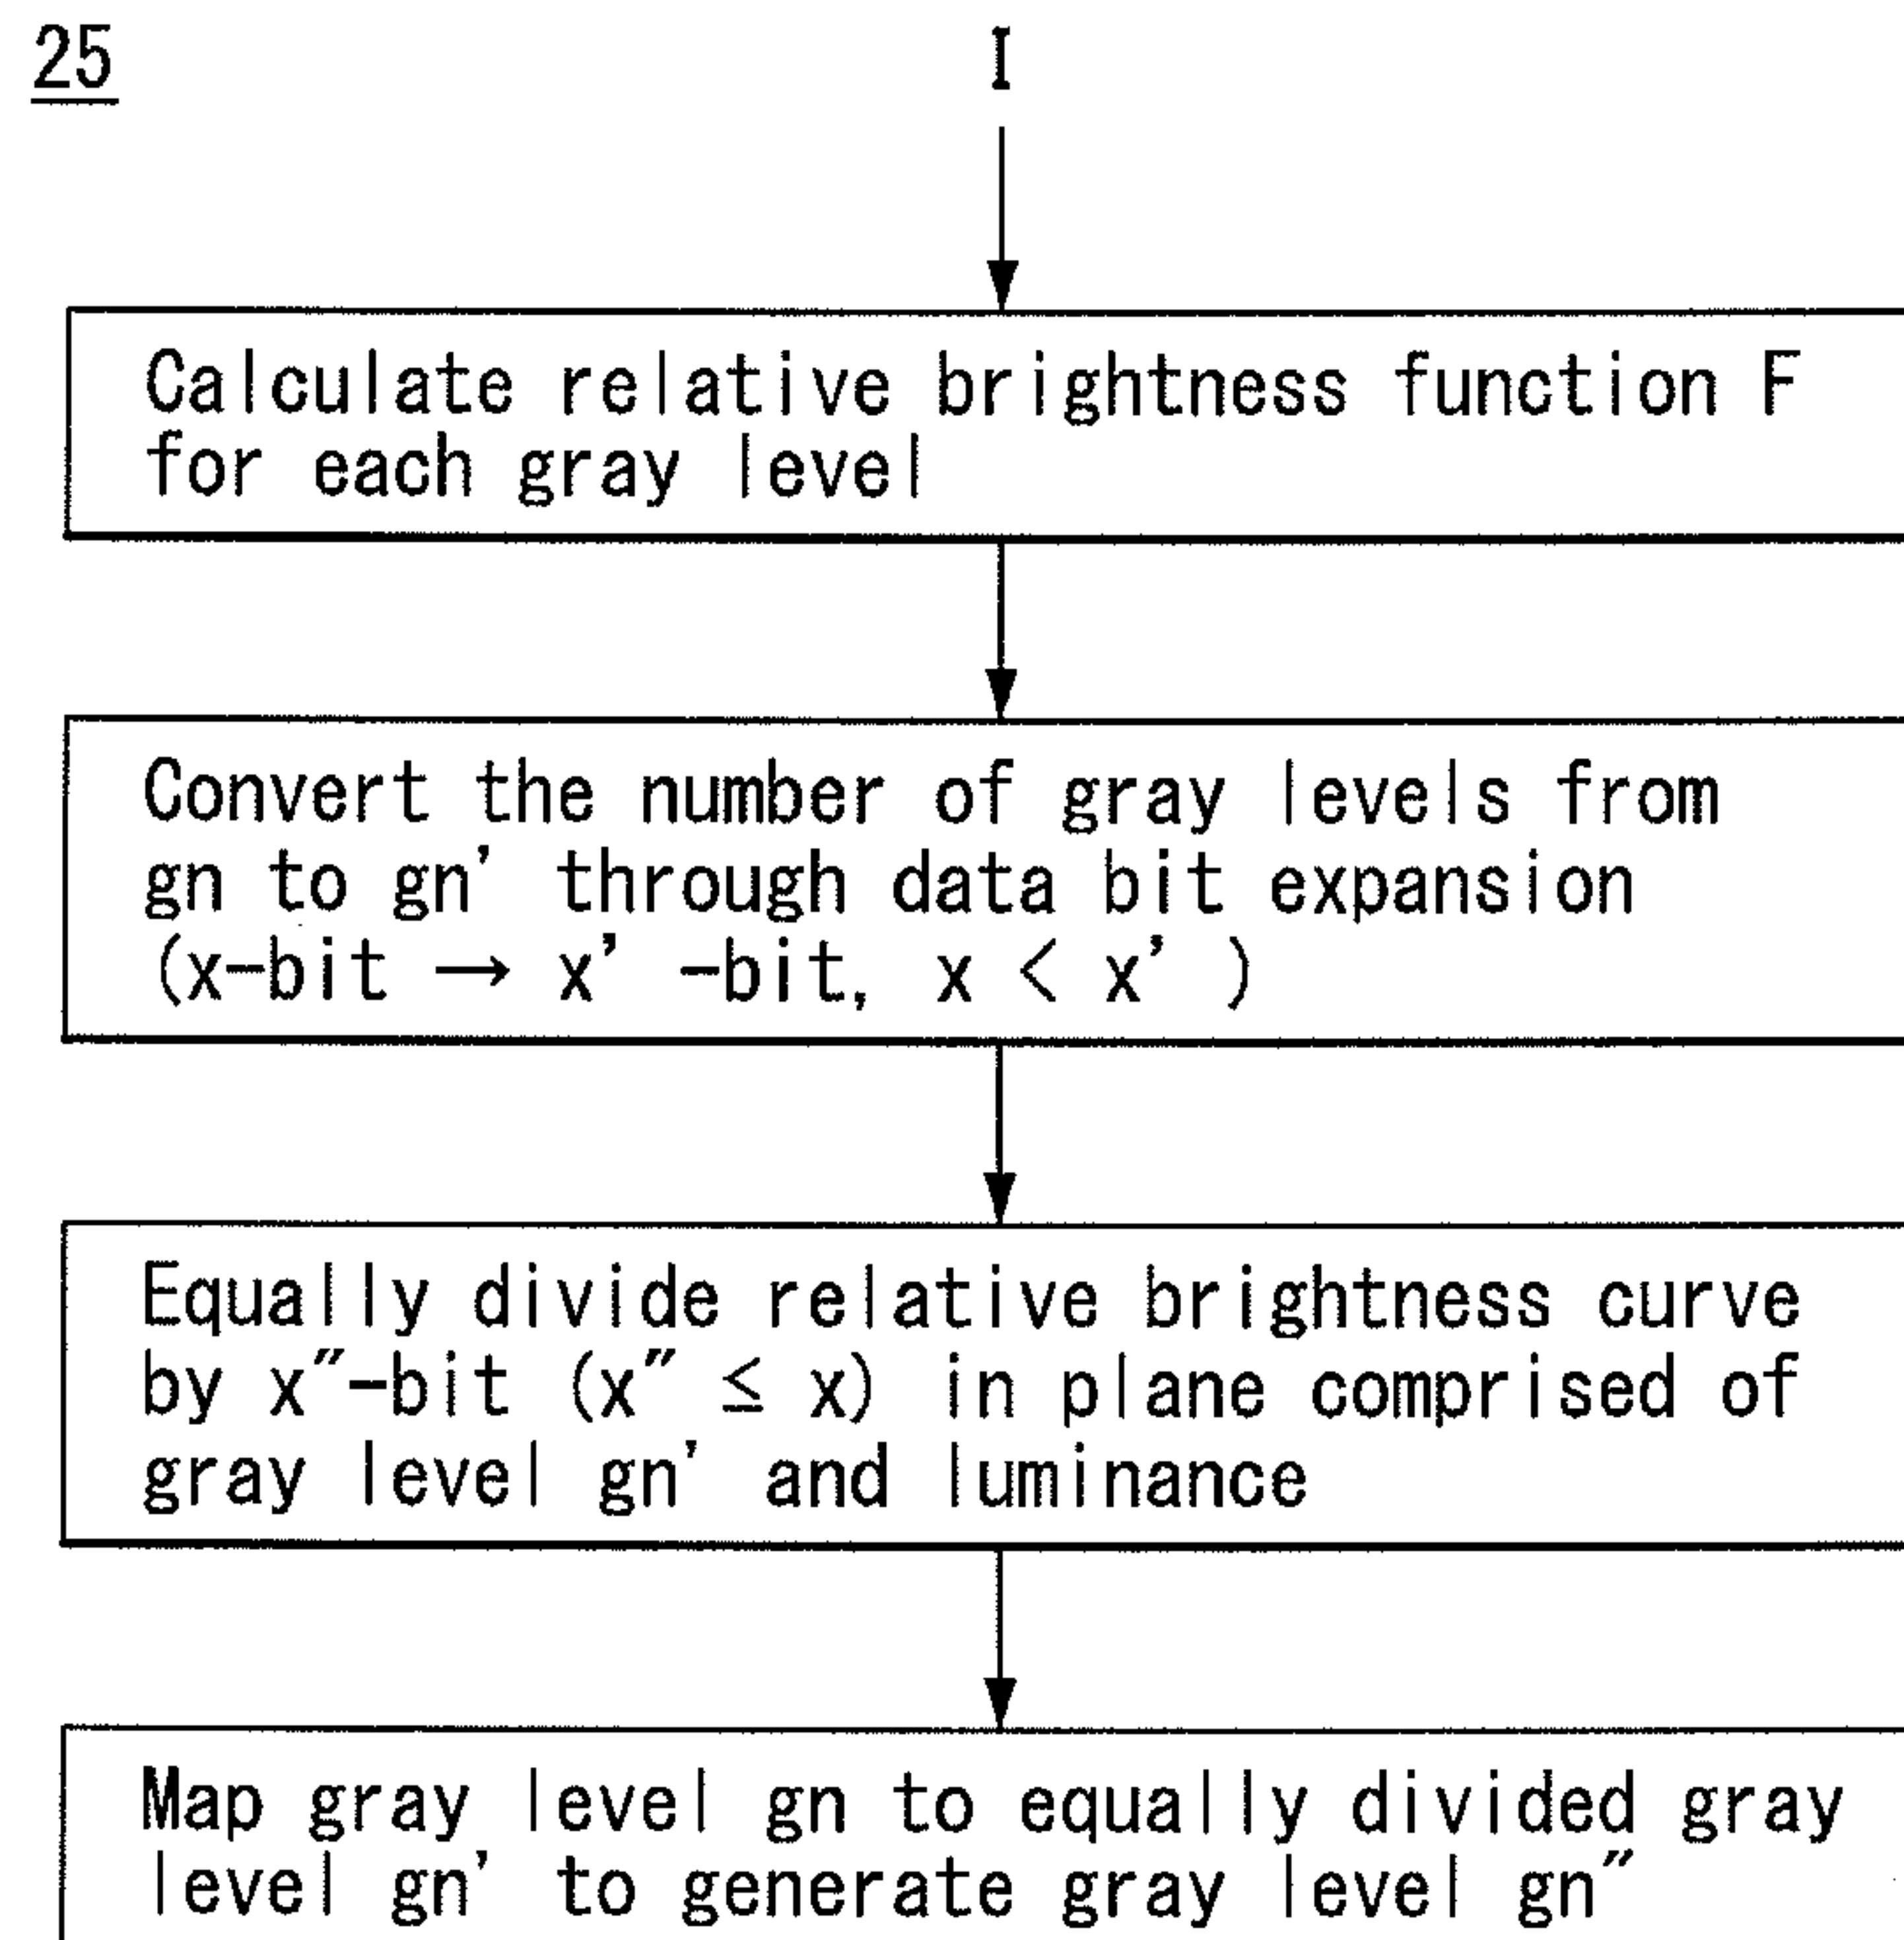 25
I
Calculate relative brightness function F
for each gray level
Convert the number of gray levels from
gn to gn' through data bit expansion
(x-bit → x' -bit, x < x' )
Equally divide relative brightness curve
by x"-bit (x" ≤ x) in plane comprised of
gray level gn' and luminance
Map gray level gn to equally divided gray
level gn' to generate gray level gn"